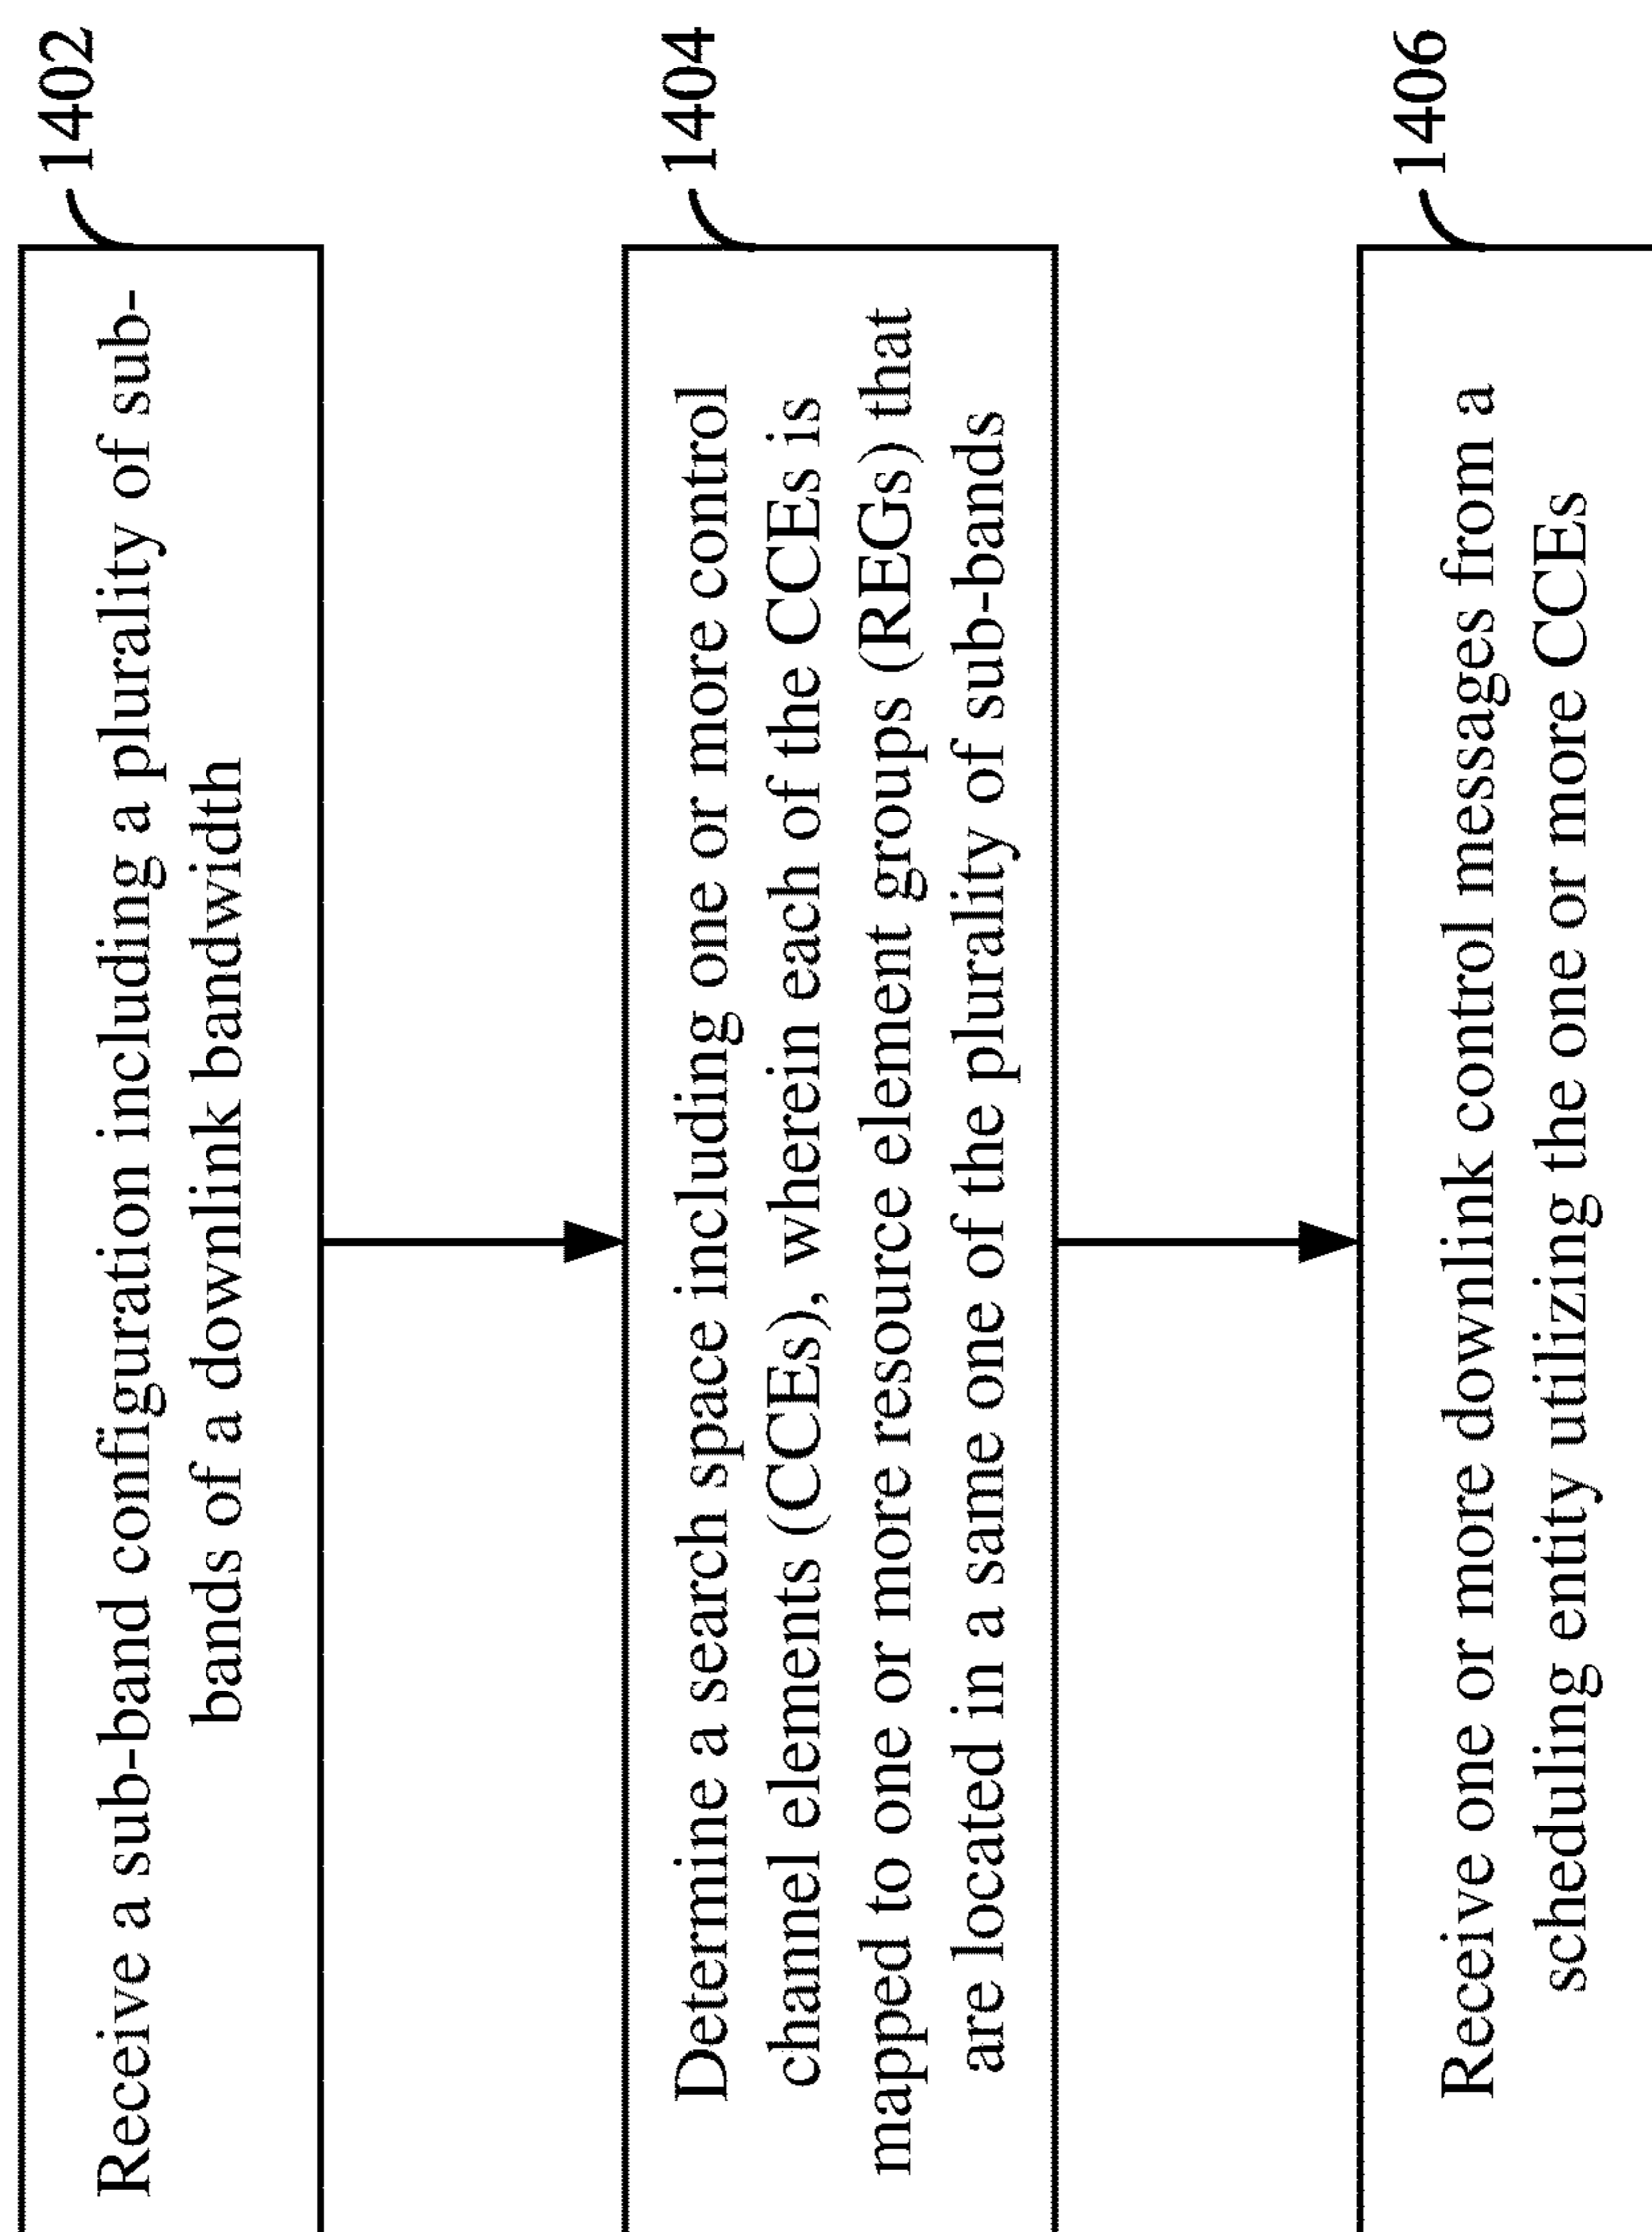 1402
Receive a sub-band configuration including a plurality of sub-
bands of a downlink bandwidth
1404
Determine a search space including one or more control
channel elements (CCEs), wherein each of the CCEs is
mapped to one or more resource element groups (REGs) that
are located in a same one of the plurality of sub-bands
1406
Receive one or more downlink control messages from a
scheduling entity utilizing the one or more CCEs